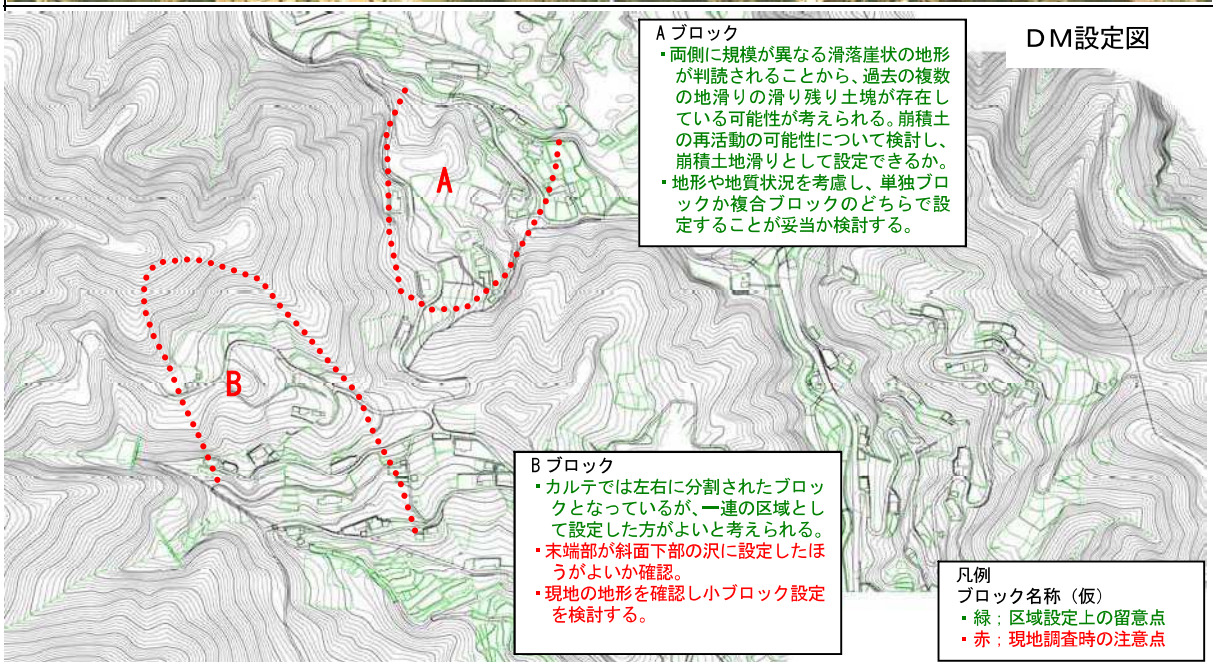 DM設定図
Aブロック
・両側に規模が異なる滑落崖状の地形
が判読されることから、過去の複数
の地滑りの滑り残り土塊が存在し
ている可能性が考えられる。崩積土
の再活動の可能性について検討し、
崩積土地滑りとして設定できるか。
・地形や地質状況を考慮し、単独ブロ
ックか複合ブロックのどちらで設
定することが妥当か検討する。
A
B
Bブロック
・カルテでは左右に分割されたブロッ
クとなっているが、一連の区域とし
て設定した方がよいと考えられる。
・末端部が斜面下部の沢に設定したほ
うがよいか確認。
・現地の地形を確認し小ブロック設定
を検討する。
凡例
ブロック名称（仮）
・緑；区域設定上の留意点
・赤；現地調査時の注意点